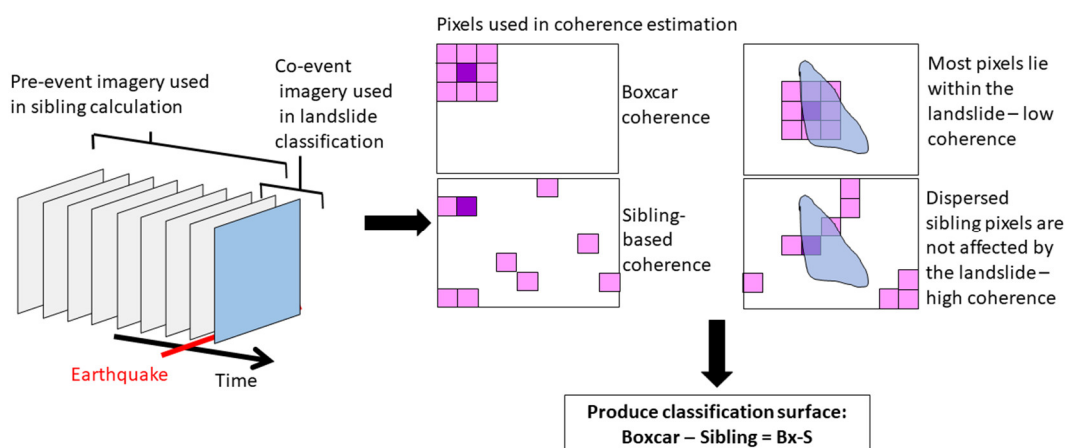 Pixels used in coherence estimation
Pre-event imagery used
in sibling calculation
Co-event
imagery used
in landslide
classification
Boxcar
coherence
Most pixels lie
within the
landslide – low
coherence
Sibling-
based
coherence
Dispersed
sibling pixels are
not affected by
the landslide –
high coherence
Earthquake
Time
Produce classification surface:
Boxcar – Sibling = Bx-S